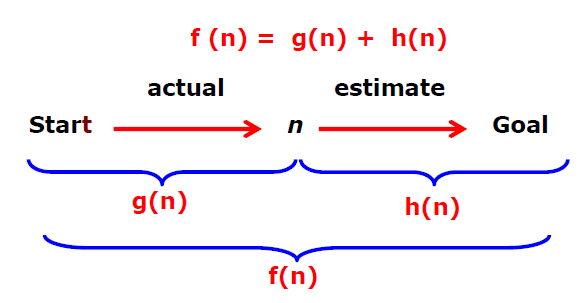 f (n) = g(n) + h(n)
actual estimate
Start n Goal
g(n) h(n)
f(n)